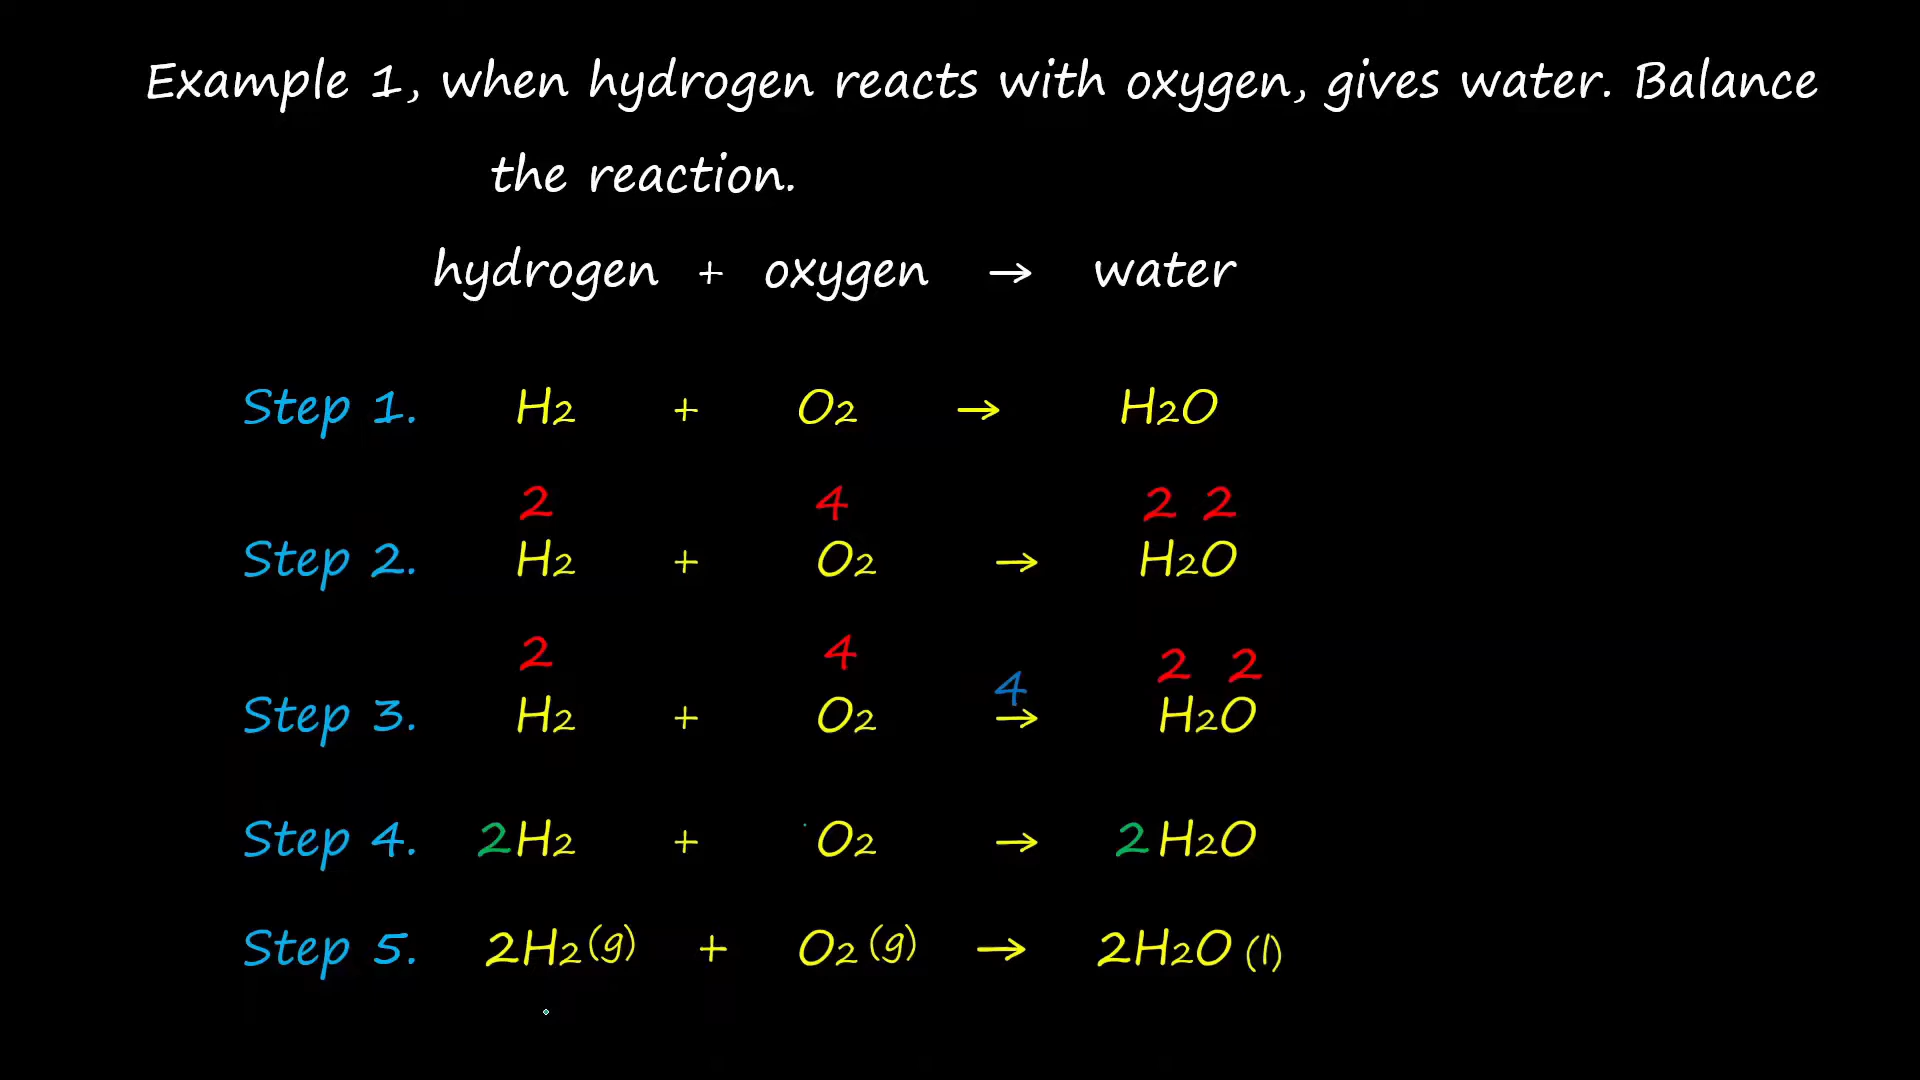 Example 1, when hydrogen reacts with oxygen, gives water. Balance
the reaction.
hydrogen + oxygen → water
Step 1. H2 + O2 → H2O
2 4 2 2
Step 2. H2 + O2 → H2O
2 4 4 2 2
Step 3. H2 + O2 → H2O
Step 4. 2H2 + O2 → 2H2O
Step 5. 2H2(g) + O2(g) → 2H2O(l)